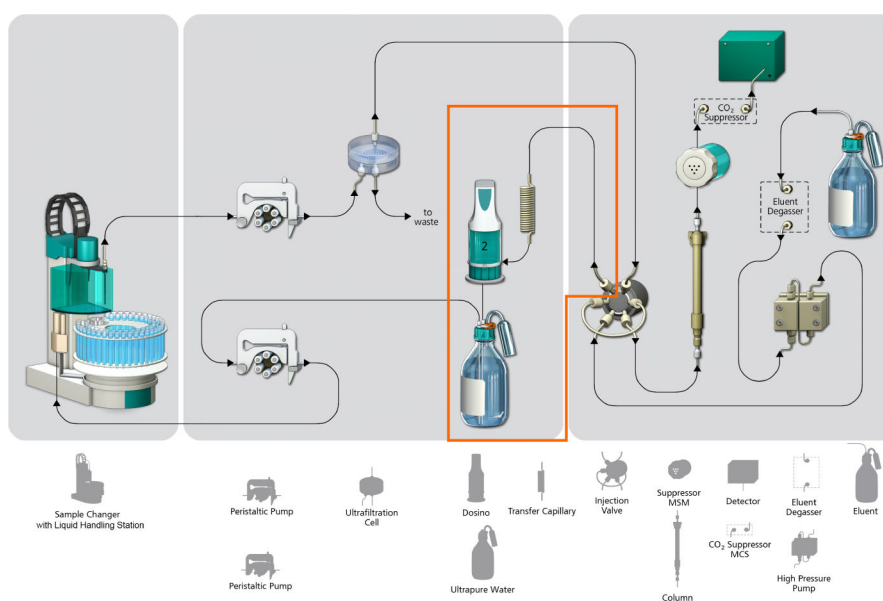 CO₂
Suppressor
Eluent
Degasser
to
waste
2
Sample Changer
with Liquid Handling Station
Peristaltic Pump
Ultrafiltration
Cell
Dosino
Transfer Capillary
Injection
Valve
Suppressor
MSM
Detector
Eluent
Degasser
Eluent
Peristaltic Pump
Ultrapure Water
Column
CO₂ Suppressor
MCS
High Pressure
Pump